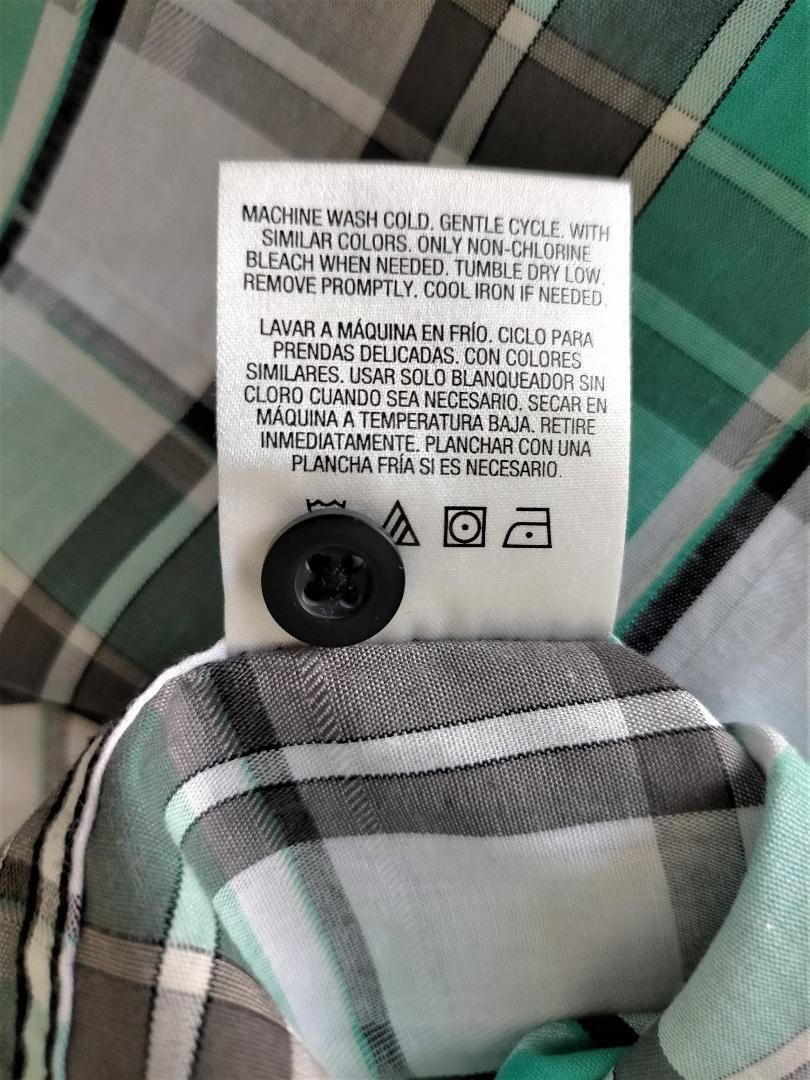 MACHINE WASH COLD. GENTLE CYCLE. WITH
SIMILAR COLORS. ONLY NON-CHLORINE
BLEACH WHEN NEEDED. TUMBLE DRY LOW.
REMOVE PROMPTLY. COOL IRON IF NEEDED.
LAVAR A MÁQUINA EN FRÍO. CICLO PARA
PRENDAS DELICADAS. CON COLORES
SIMILARES. USAR SOLO BLANQUEADOR SIN
CLORO CUANDO SEA NECESARIO. SECAR EN
MÁQUINA A TEMPERATURA BAJA. RETIRE
INMEDIATAMENTE. PLANCHAR CON UNA
PLANCHA FRÍA SI ES NECESARIO.